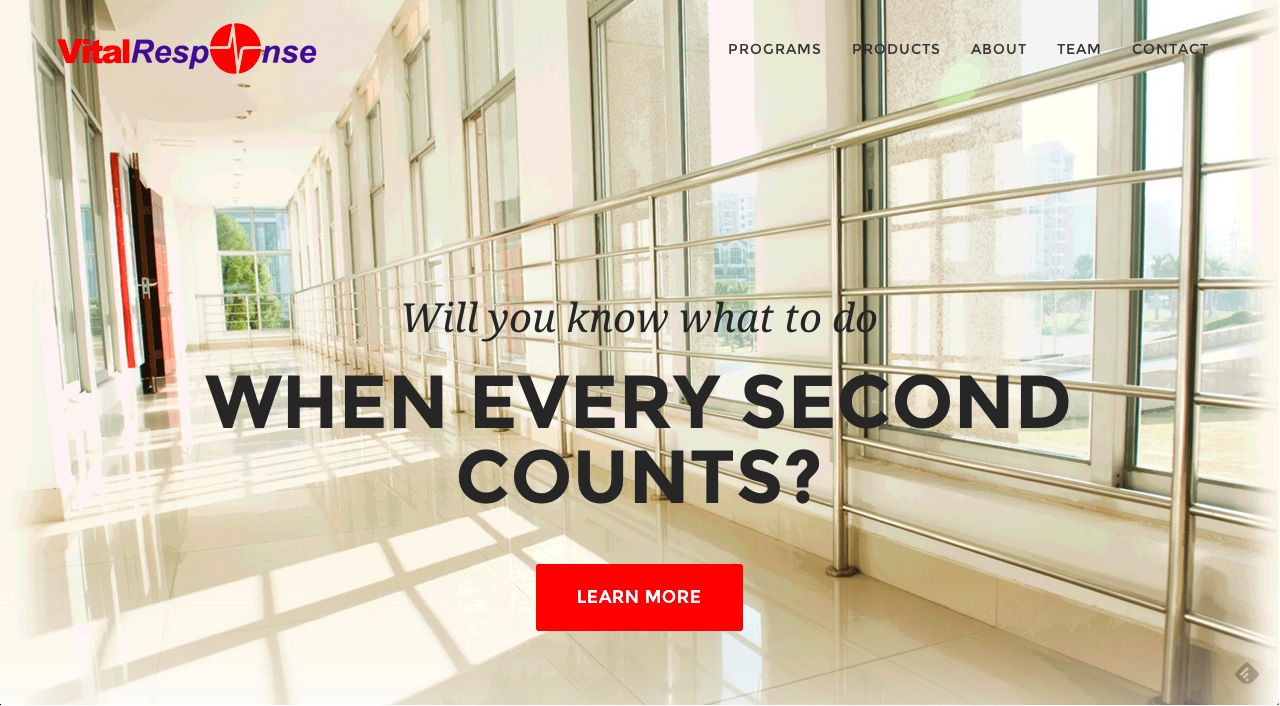 VitalResponse
PROGRAMS PRODUCTS ABOUT TEAM CONTACT
Will you know what to do
WHEN EVERY SECOND
COUNTS?
LEARN MORE